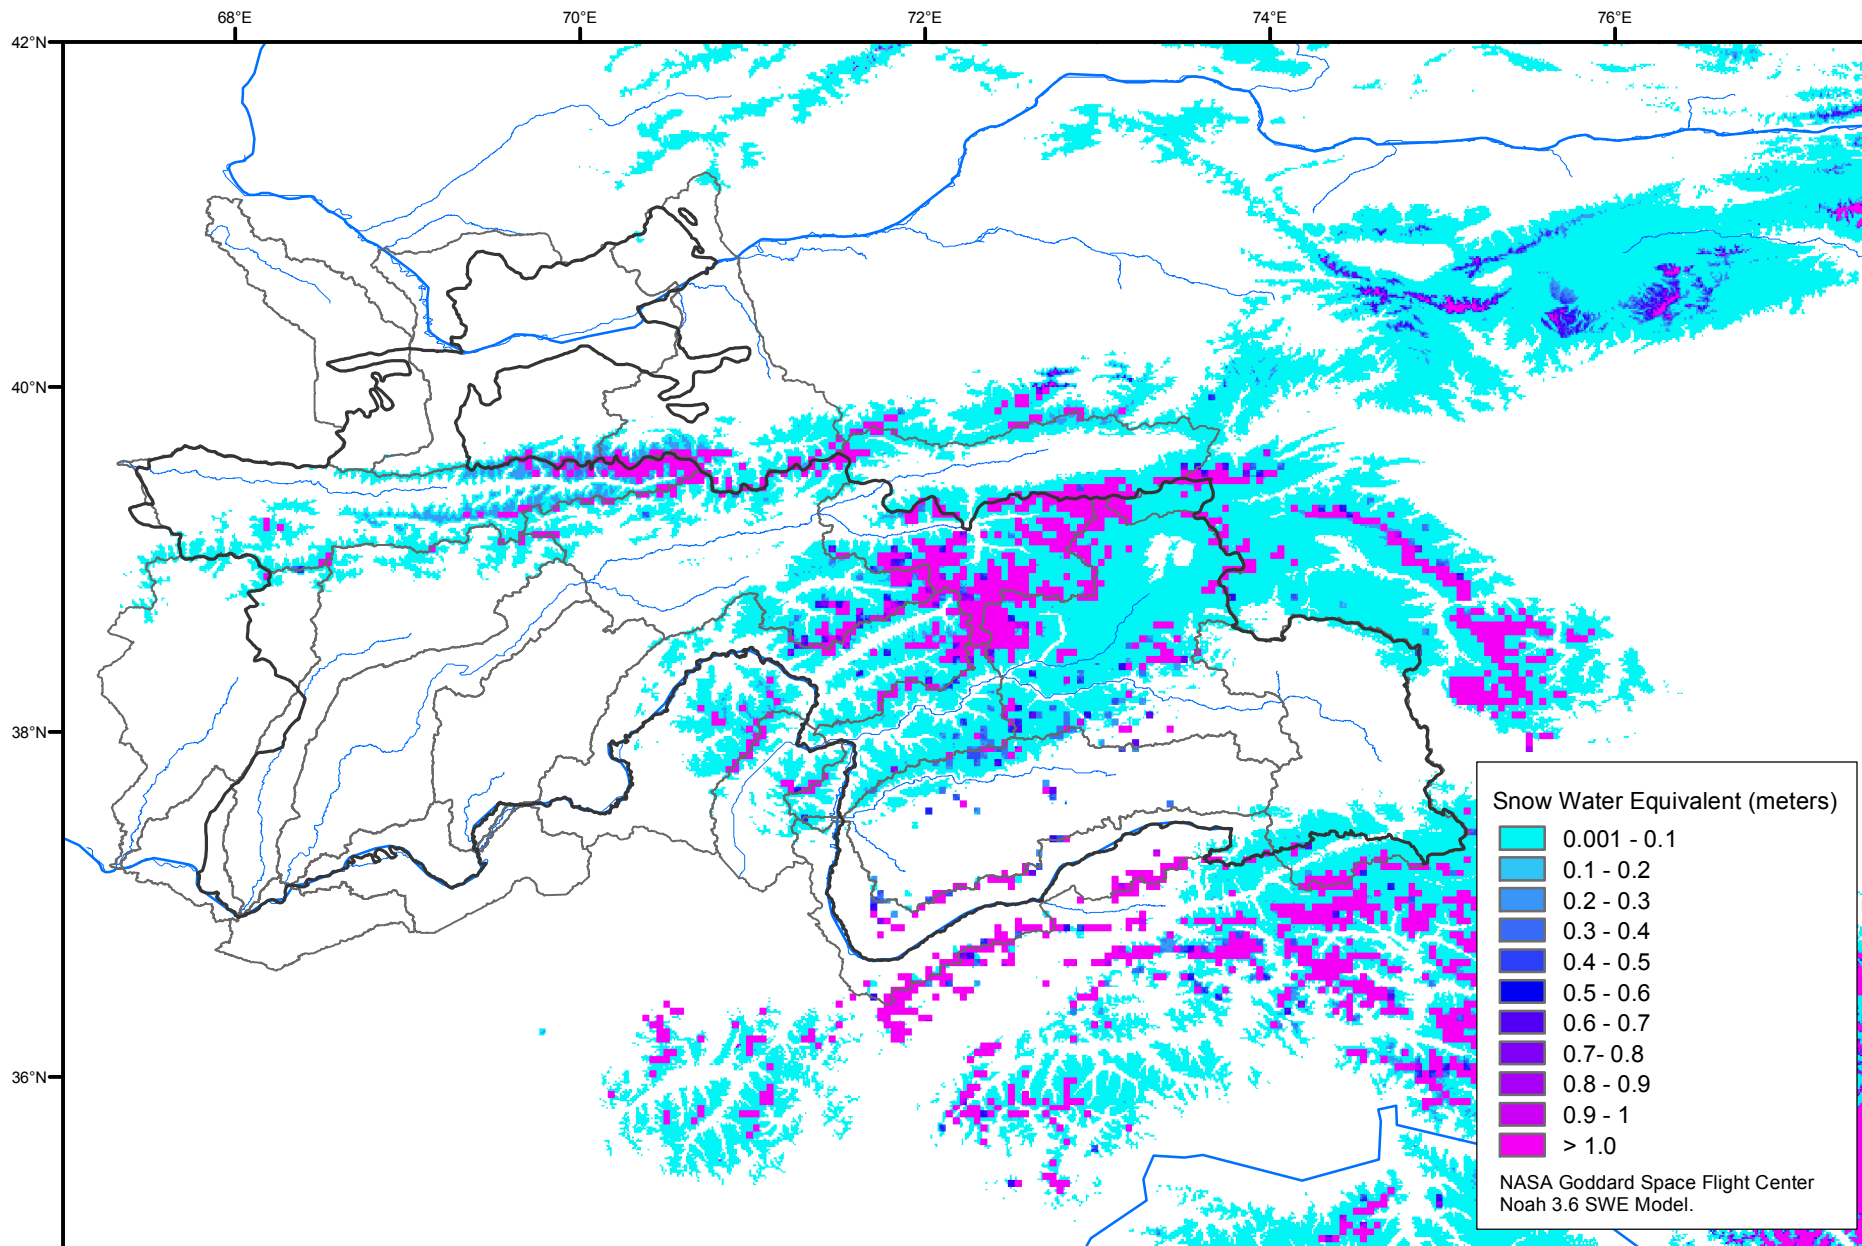 68°E
70°E
72°E
74°E
76°E
42°N
40°N
38°N
36°N
Snow Water Equivalent (meters)
0.001 - 0.1
0.1 - 0.2
0.2 - 0.3
0.3 - 0.4
0.4 - 0.5
0.5 - 0.6
0.6 - 0.7
0.7- 0.8
0.8 - 0.9
0.9 - 1
> 1.0
NASA Goddard Space Flight Center
Noah 3.6 SWE Model.